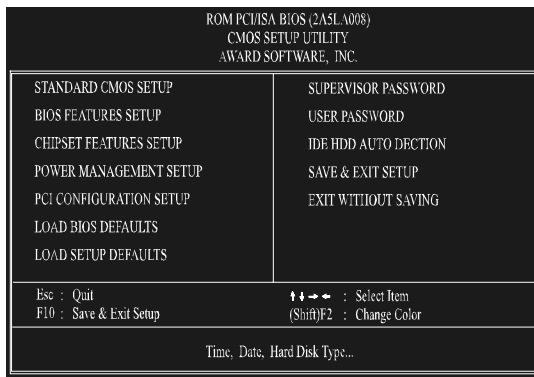 ROM PCI/ISA BIOS (2A5LA008)
CMOS SETUP UTILITY
AWARD SOFTWARE, INC.
STANDARD CMOS SETUP
BIOS FEATURES SETUP
CHIPSET FEATURES SETUP
POWER MANAGEMENT SETUP
PCI CONFIGURATION SETUP
LOAD BIOS DEFAULTS
LOAD SETUP DEFAULTS
SUPERVISOR PASSWORD
USER PASSWORD
IDE HDD AUTO DECTION
SAVE & EXIT SETUP
EXIT WITHOUT SAVING
Esc : Quit
F10 : Save & Exit Setup
↑ ↓ → ← : Select Item
(Shift)F2 : Change Color
Time, Date, Hard Disk Type...